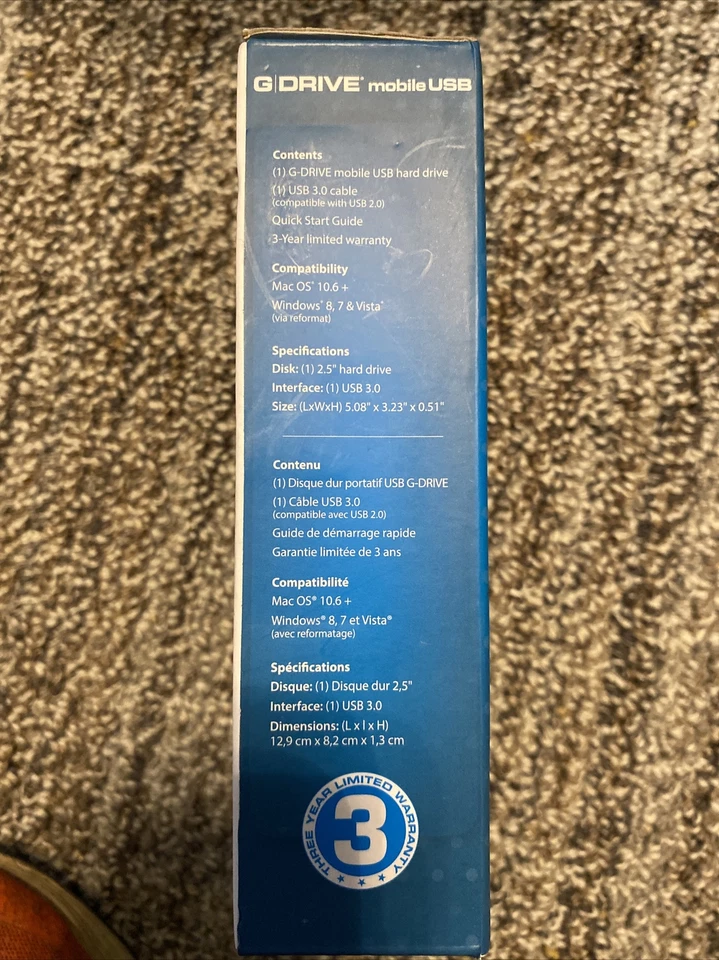 G|DRIVE® mobile USB
Contents
(1) G-DRIVE mobile USB hard drive
(1) USB 3.0 cable
(compatible with USB 2.0)
Quick Start Guide
3-Year limited warranty
Compatibility
Mac OS® 10.6 +
Windows® 8, 7 & Vista®
(via reformat)
Specifications
Disk: (1) 2.5" hard drive
Interface: (1) USB 3.0
Size: (LxWxH) 5.08" x 3.23" x 0.51"
Contenu
(1) Disque dur portatif USB G-DRIVE
(1) Câble USB 3.0
(compatible avec USB 2.0)
Guide de démarrage rapide
Garantie limitée de 3 ans
Compatibilité
Mac OS® 10.6 +
Windows® 8, 7 et Vista®
(avec reformatage)
Spécifications
Disque: (1) Disque dur 2,5"
Interface: (1) USB 3.0
Dimensions: (L x l x H)
12,9 cm x 8,2 cm x 1,3 cm
THREE YEAR LIMITED WARRANTY
3